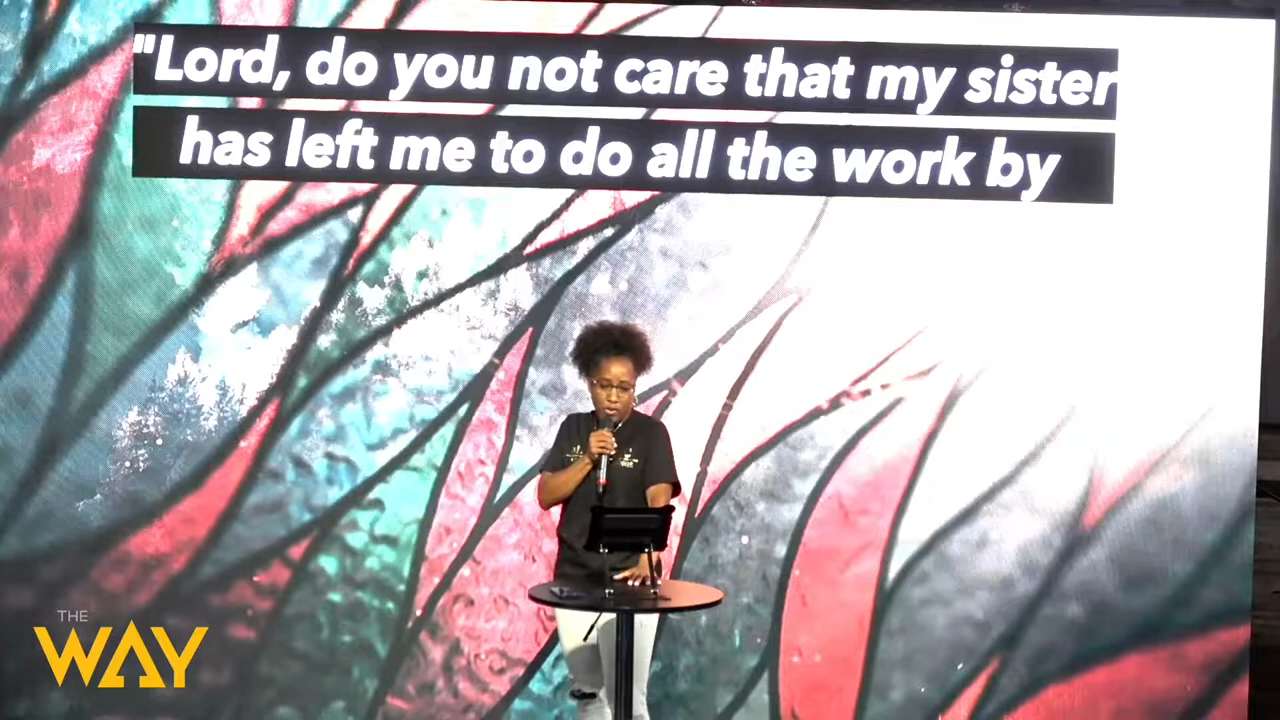 "Lord, do you not care that my sister
has left me to do all the work by
THE
WAY